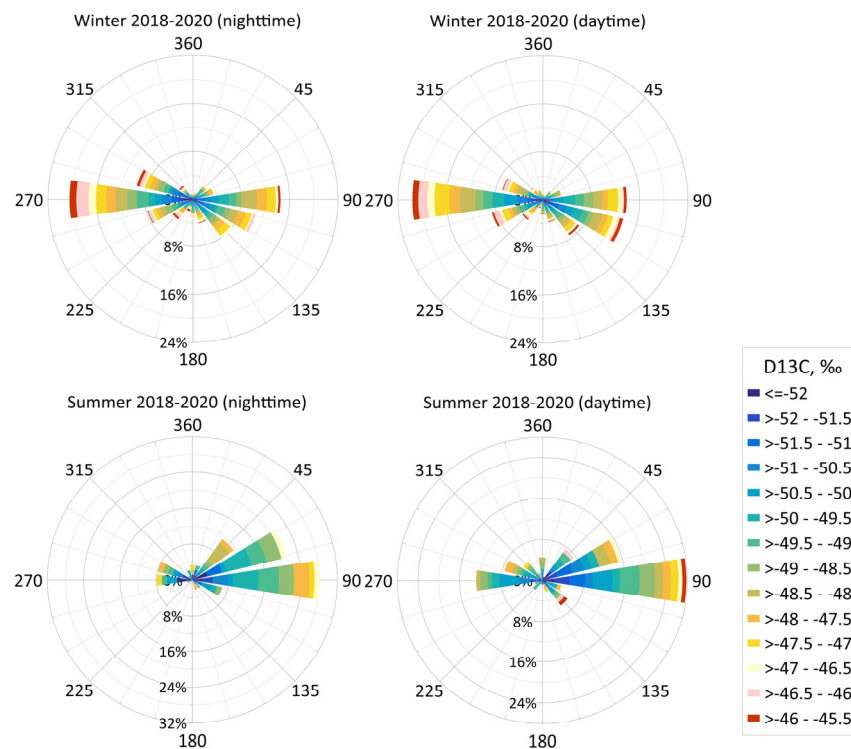 Winter 2018-2020 (nighttime)
360
315
45
270
90
8%
225
16%
135
24%
180
Winter 2018-2020 (daytime)
360
315
45
270
90
8%
225
16%
135
24%
180
Summer 2018-2020 (nighttime)
360
315
45
270
90
8%
16%
225
24%
135
32%
180
Summer 2018-2020 (daytime)
360
315
45
270
90
8%
16%
225
24%
135
180
D13C, ‰
<=-52
>-52 - -51.5
>-51.5 - -51
>-51 - -50.5
>-50.5 - -50
>-50 - -49.5
>-49.5 - -49
>-49 - -48.5
>-48.5 - -48
>-48 - -47.5
>-47.5 - -47
>-47 - -46.5
>-46.5 - -46
>-46 - -45.5